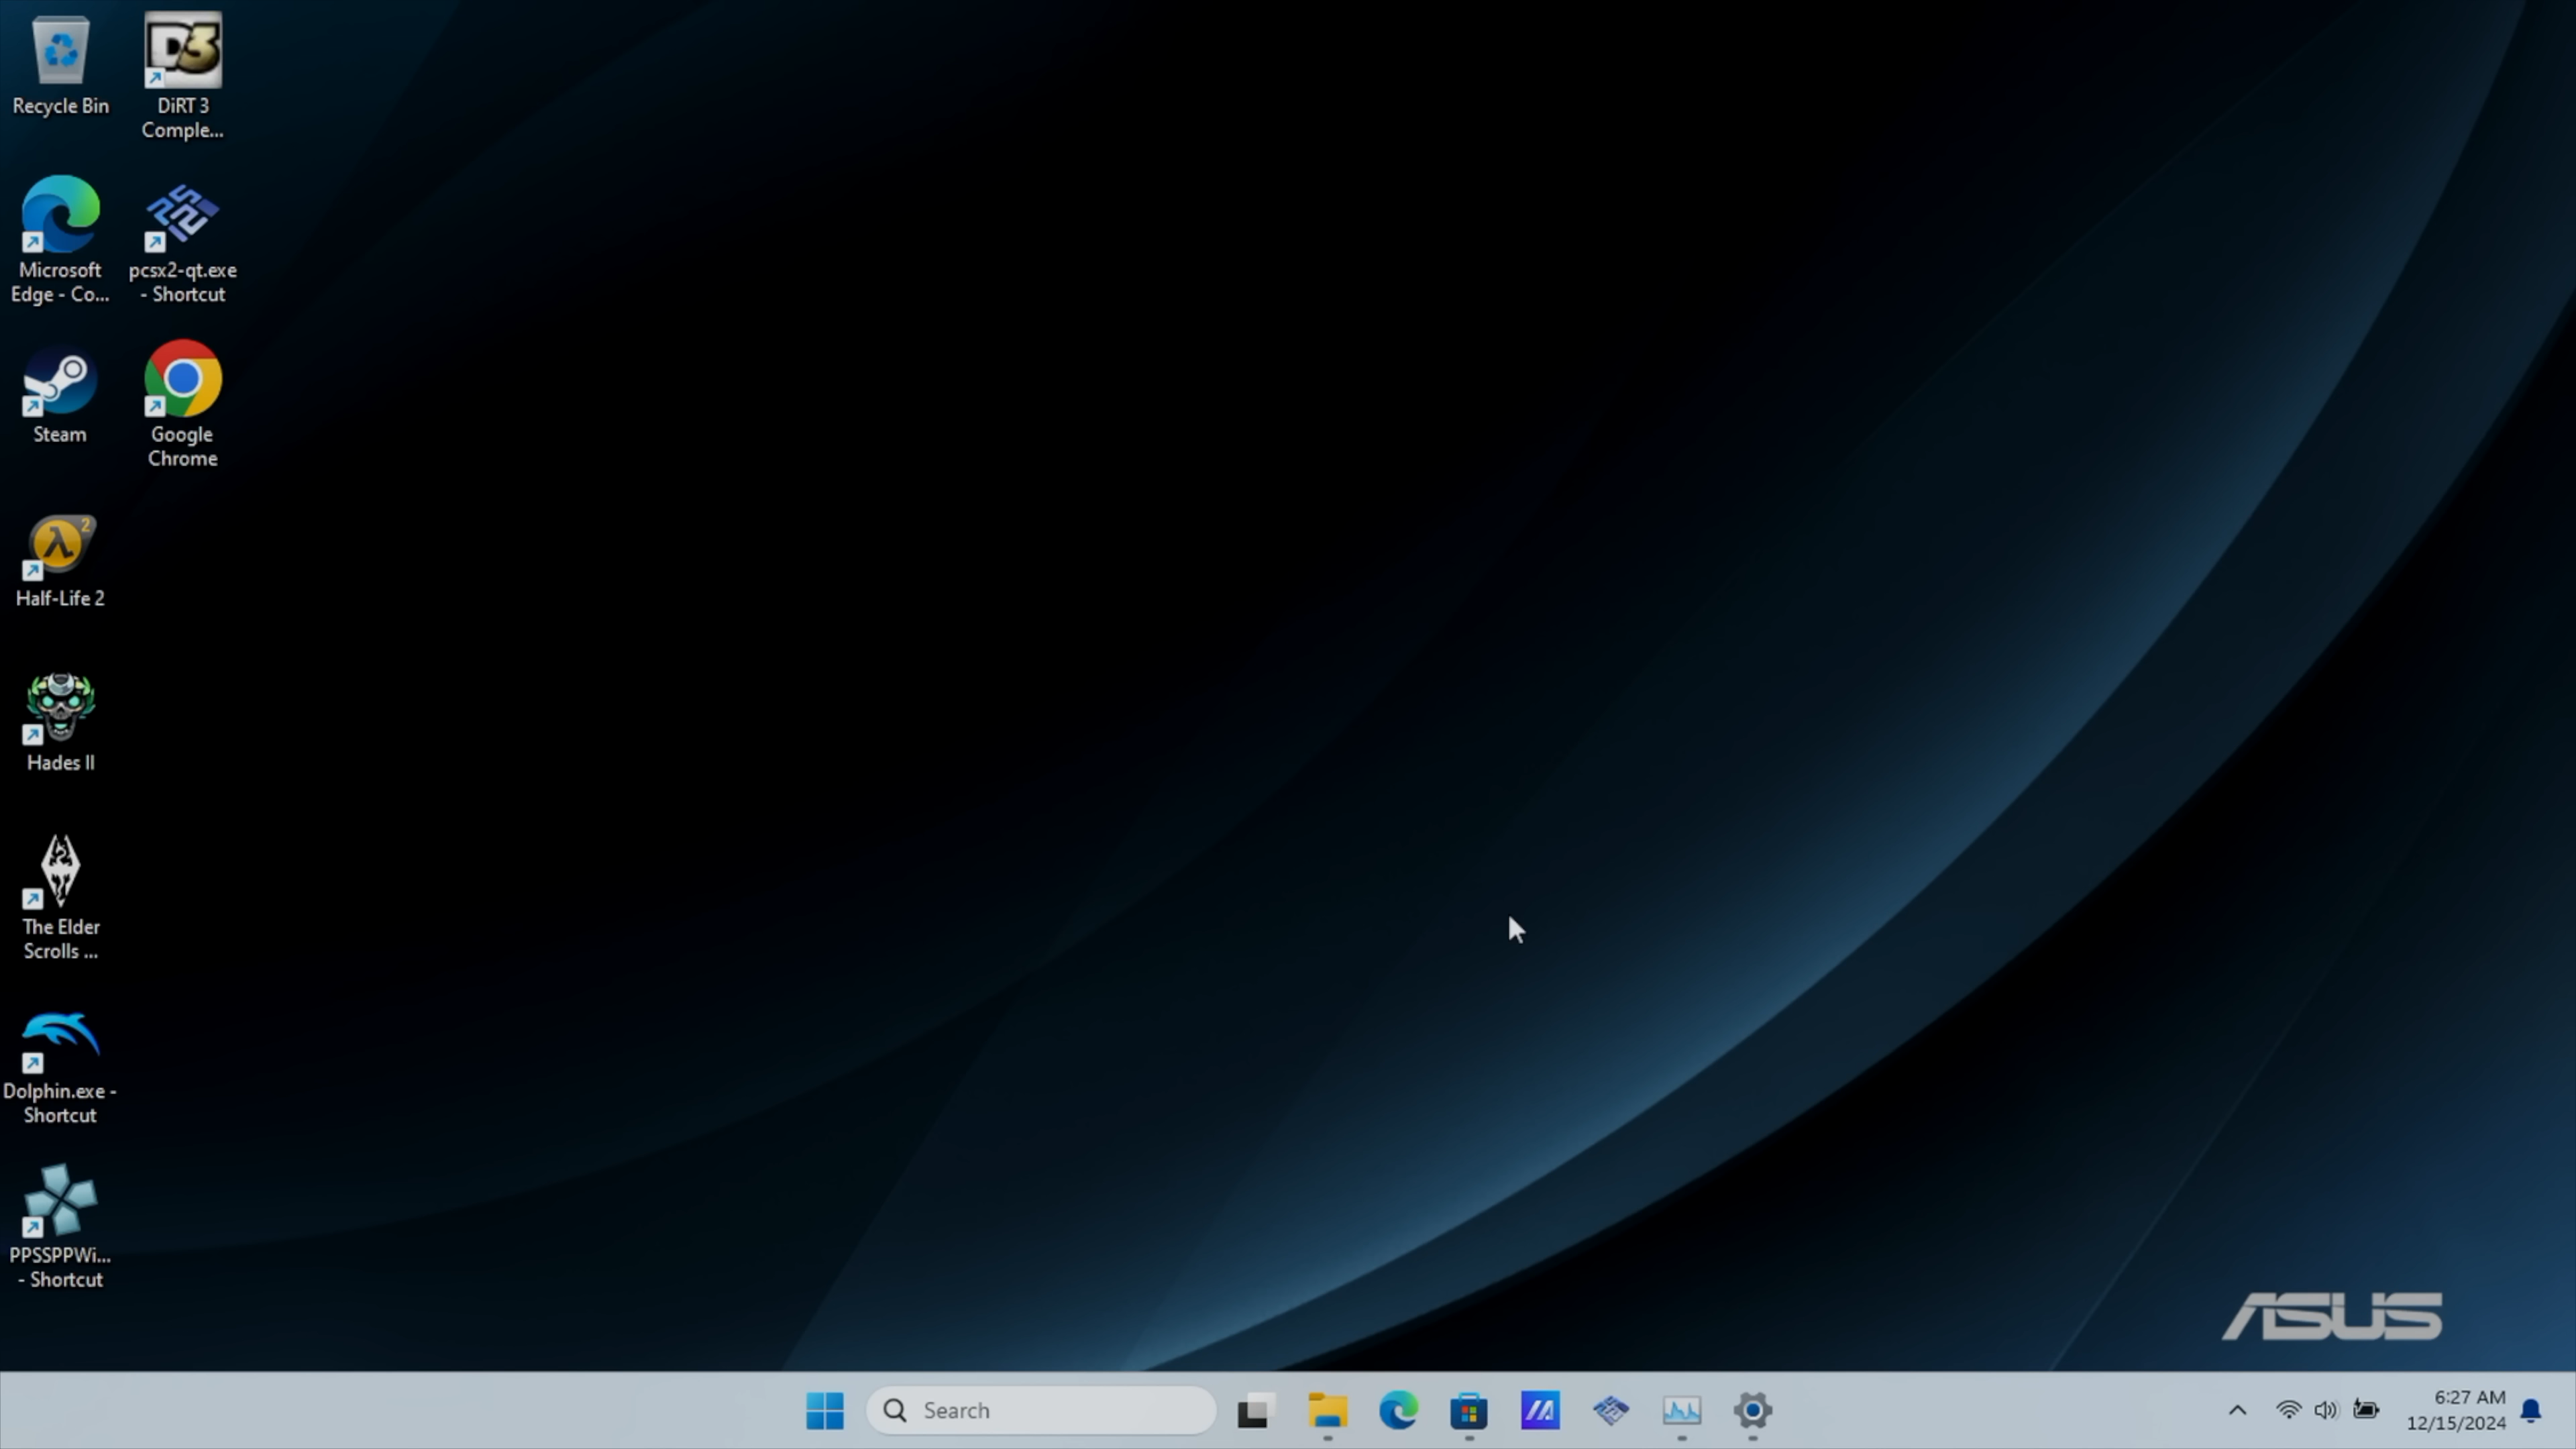 Recycle Bin
DiRT 3
Comple...
Microsoft
Edge - Co...
pcsx2-qt.exe
- Shortcut
Steam
Google
Chrome
Half-Life 2
Hades II
The Elder
Scrolls ...
Dolphin.exe -
Shortcut
PPSSPPWi...
- Shortcut
ASUS
Search
6:27 AM
12/15/2024